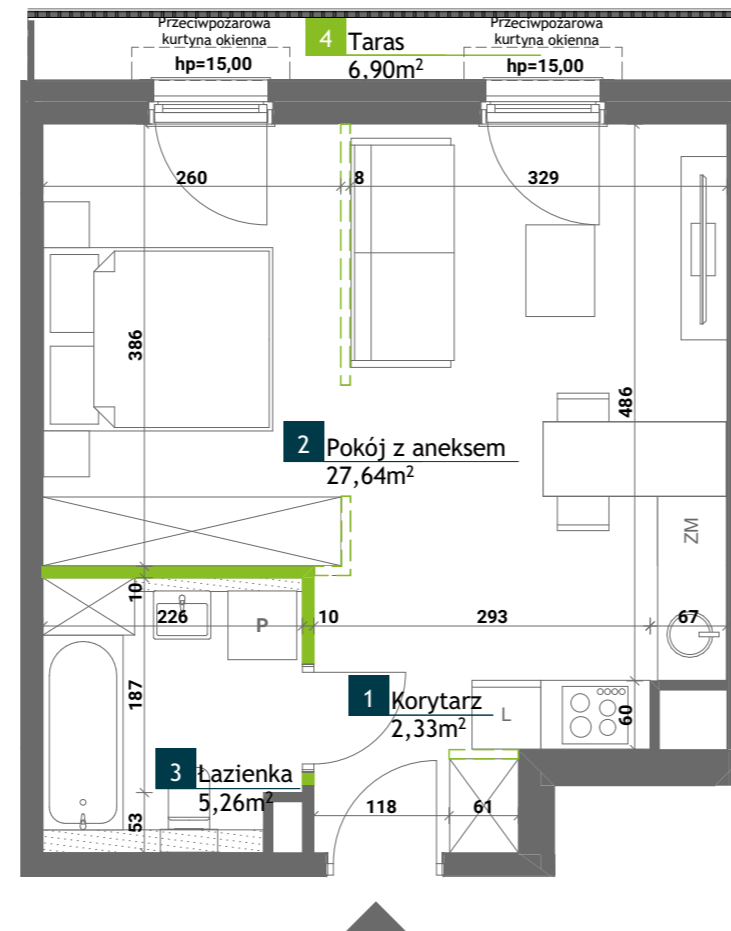 Przeciwpożarowa
kurtyna okienna
hp=15,00
4 Taras
6,90m²
Przeciwpożarowa
kurtyna okienna
hp=15,00
260
8
329
386
486
2 Pokój z aneksem
27,64m²
ZM
10
226
P
10
293
67
187
1 Korytarz
2,33m²
L
60
3 Łazienka
5,26m²
53
118
61